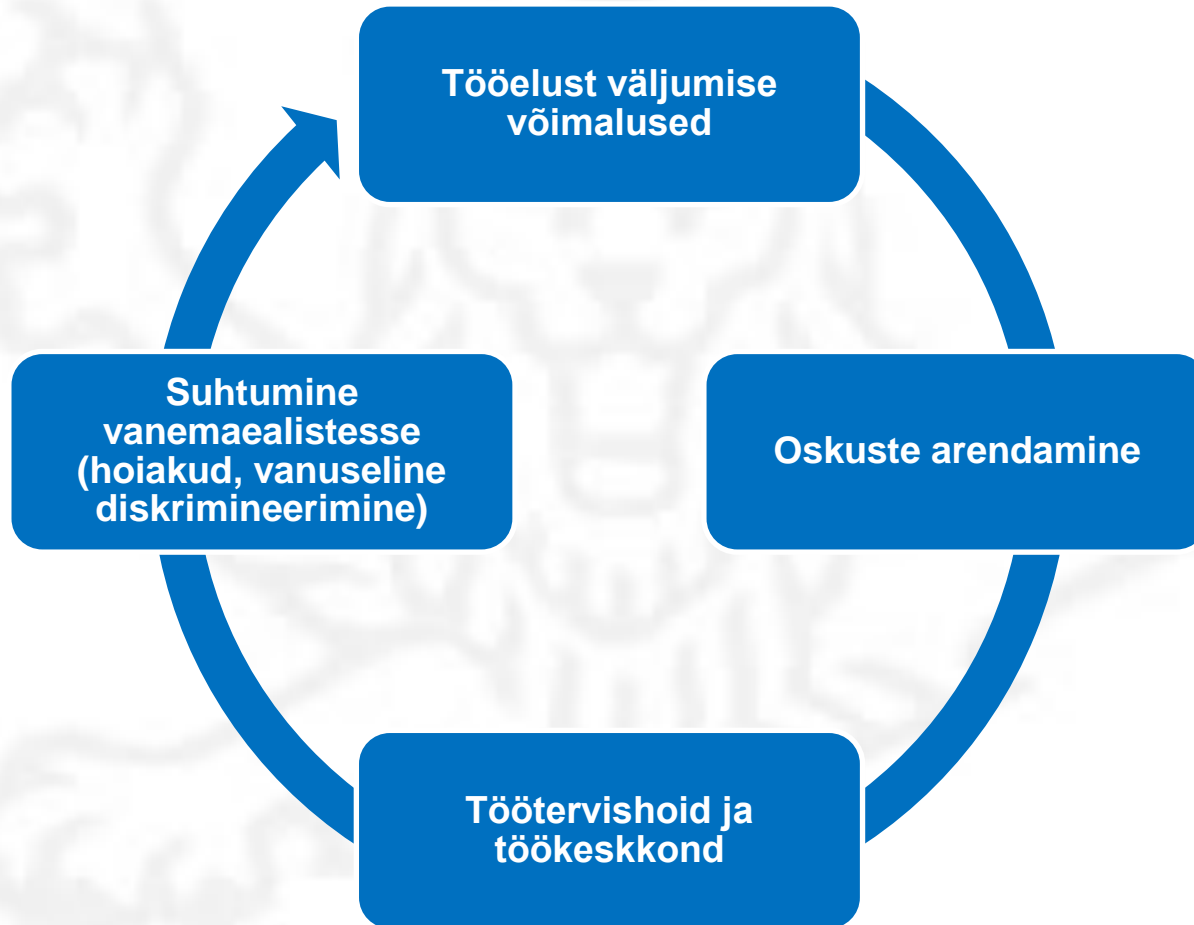 Tööelust väljumise
võimalused
Oskuste arendamine
Töötervishoid ja
töökeskkond
Suhtumine
vanemaealistesse
(hoiakud, vanuseline
diskrimineerimine)